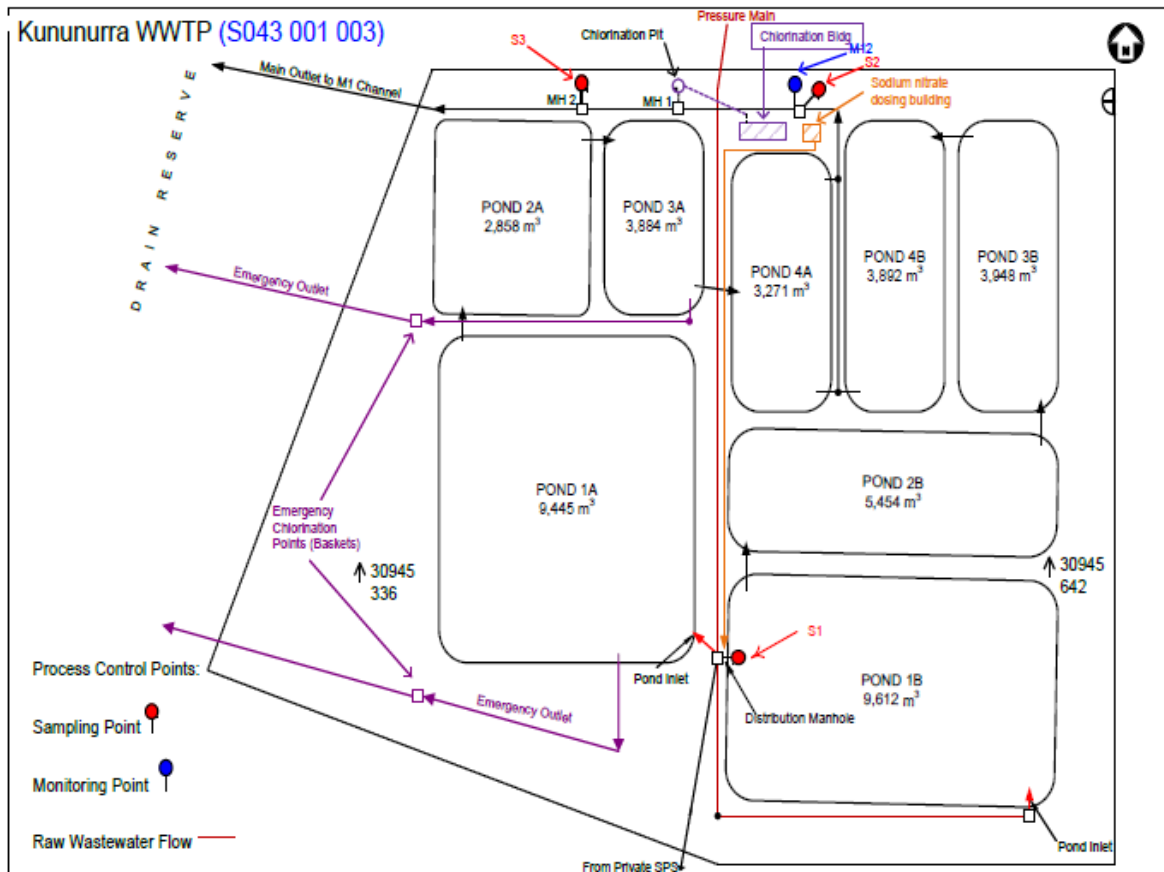 Kununurra WWTP (S043 001 003)
Pressure Main
S3
Chlorination Pit
Chlorination Bldg
M12
S2
N
Main Outlet to M1 Channel
Sodium nitrate
dosing building
MH 2
MH 1
DRAIN RESERVE
POND 2A
2,858 m³
POND 3A
3,884 m³
POND 4A
3,271 m³
POND 4B
3,892 m³
POND 3B
3,948 m³
Emergency Outlet
POND 1A
9,445 m³
POND 2B
5,454 m³
Emergency
Chlorination
Points (Baskets)
30945
336
30945
642
S1
Process Control Points:
Pond Inlet
POND 1B
9,612 m³
Emergency Outlet
Distribution Manhole
Sampling Point
Monitoring Point
Raw Wastewater Flow
Pond Inlet
From Private SPS